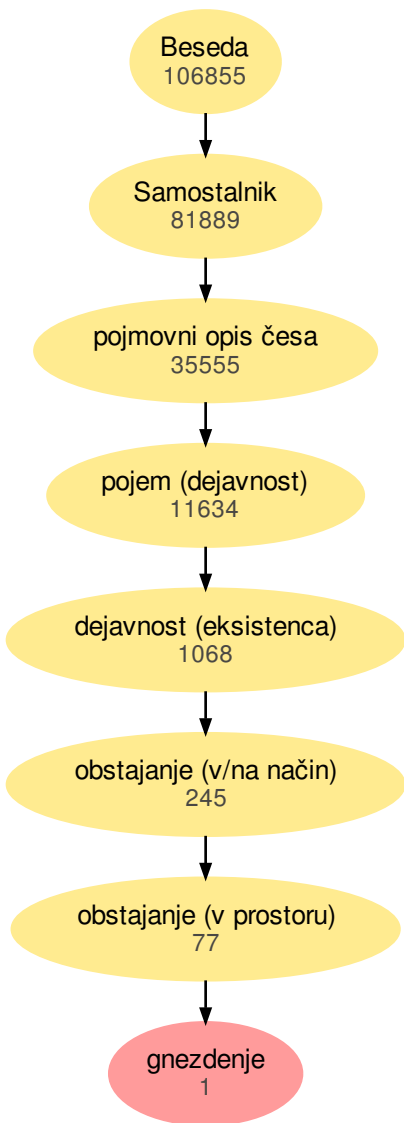 Beseda
106855
Samostalnik
81889
pojmovni opis česa
35555
pojem (dejavnost)
11634
dejavnost (eksistenca)
1068
obstajanje (v/na način)
245
obstajanje (v prostoru)
77
gnezdenje
1